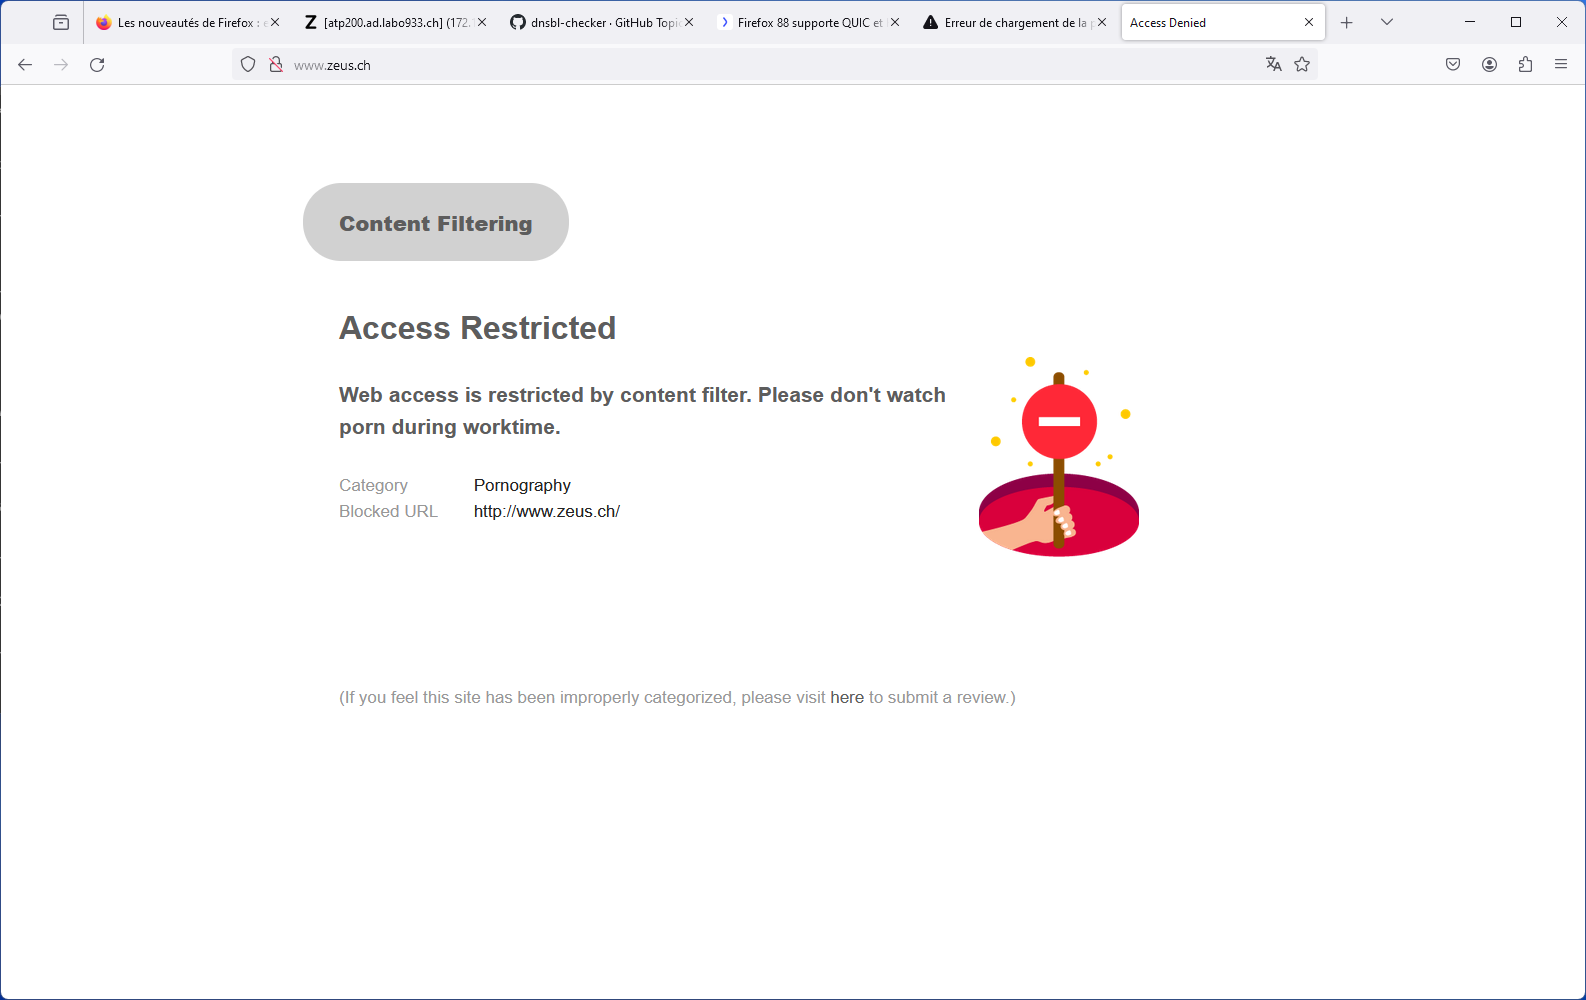 Les nouveautés de Firefox :
[atp200.ad.labo933.ch] (172.
dnsbl-checker · GitHub Topic
Firefox 88 supporte QUIC et
Erreur de chargement de la
Access Denied
www.zeus.ch
Content Filtering
Access Restricted
Web access is restricted by content filter. Please don't watch
porn during worktime.
Category Pornography
Blocked URL http://www.zeus.ch/
(If you feel this site has been improperly categorized, please visit here to submit a review.)